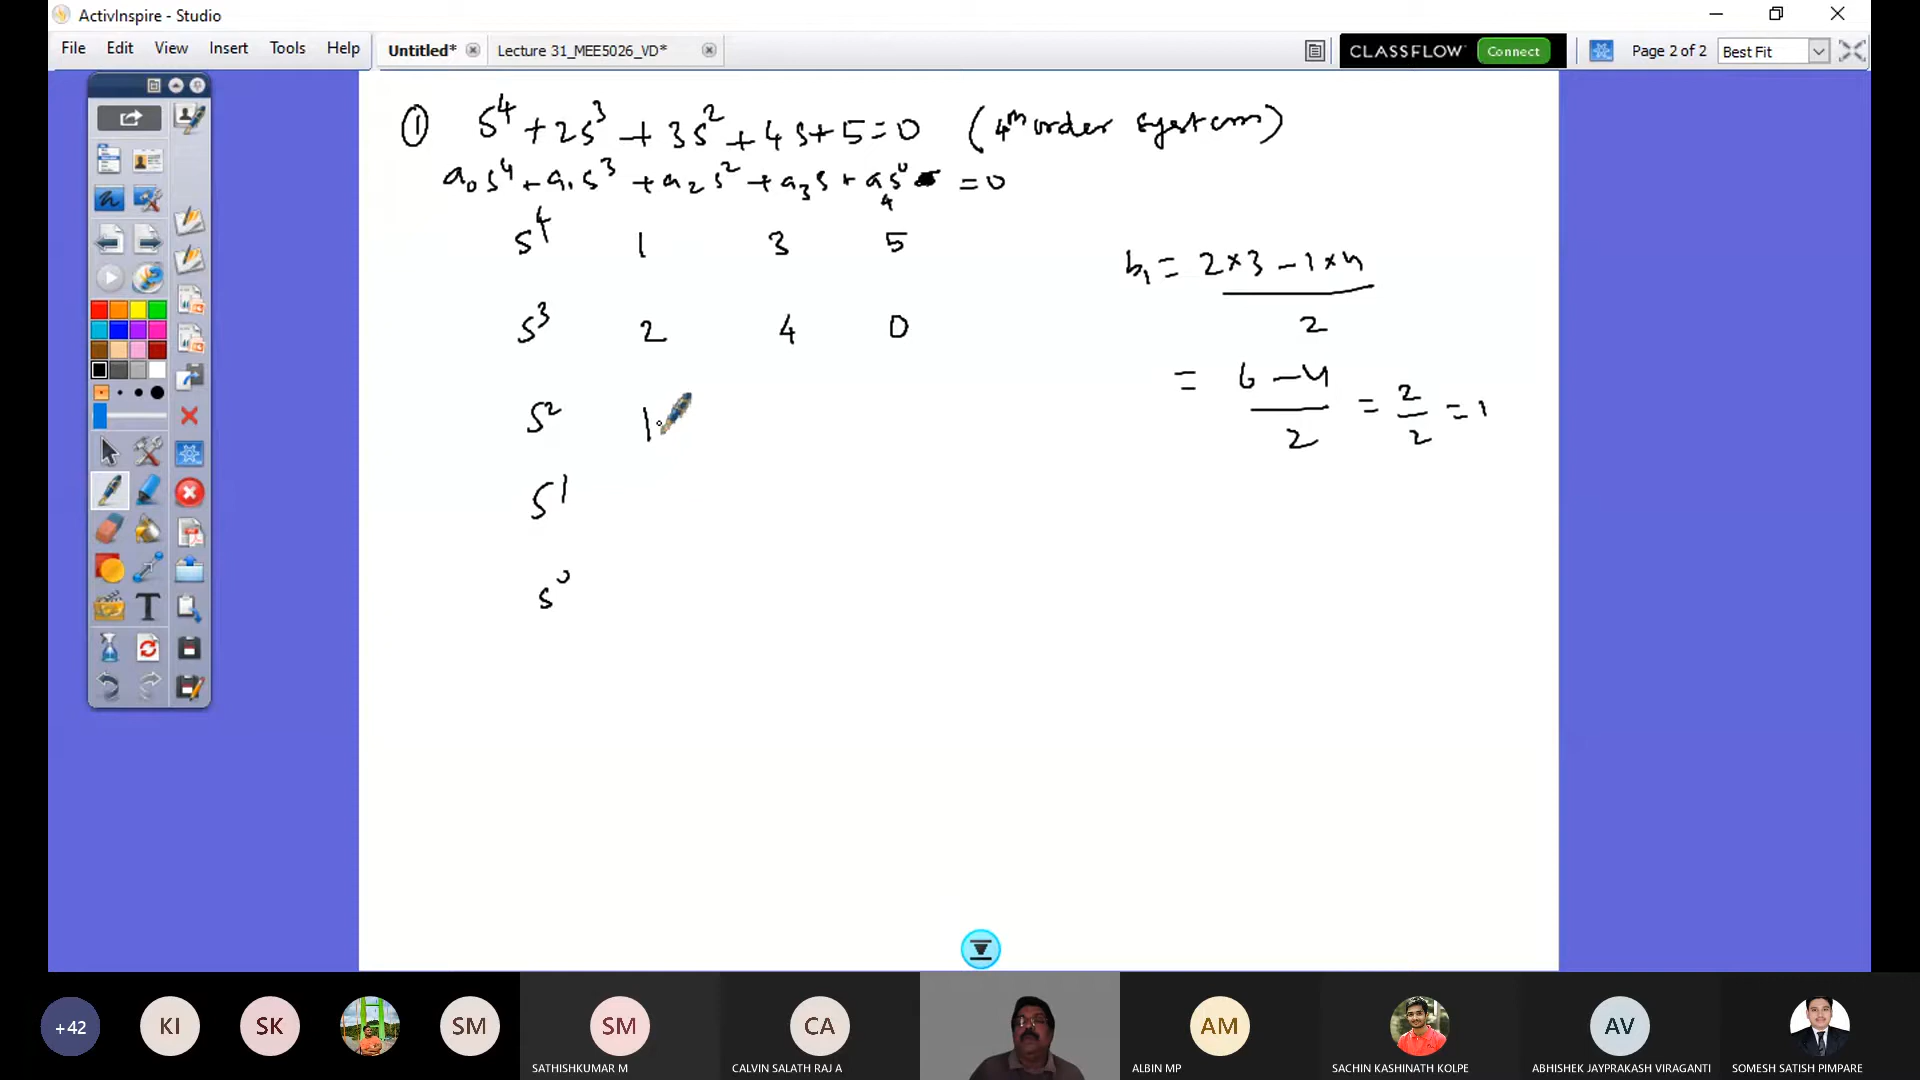 ActivInspire - Studio
File Edit View Insert Tools Help
Untitled* Lecture 31_MEE5026_VD*
CLASSFLOW Connect
Page 2 of 2 Best Fit
① s⁴ + 2s³ + 3s² + 4s + 5 = 0 (4th order system)
a₀s⁴ + a₁s³ + a₂s² + a₃s + a₄s⁰ = 0
s⁴ 1 3 5
s³ 2 4 0
s² 1
s¹
s⁰
b₁ = 2×3 – 1×4
2
= 6 – 4
2
= 2
2
= 1
T
+42 KI SK SM SM CA AM AV
SATHISHKUMAR M CALVIN SALATH RAJ A ALBIN MP SACHIN KASHINATH KOLPE ABHISHEK JAYPRAKASH VIRAGANTI SOMESH SATISH PIMPARE